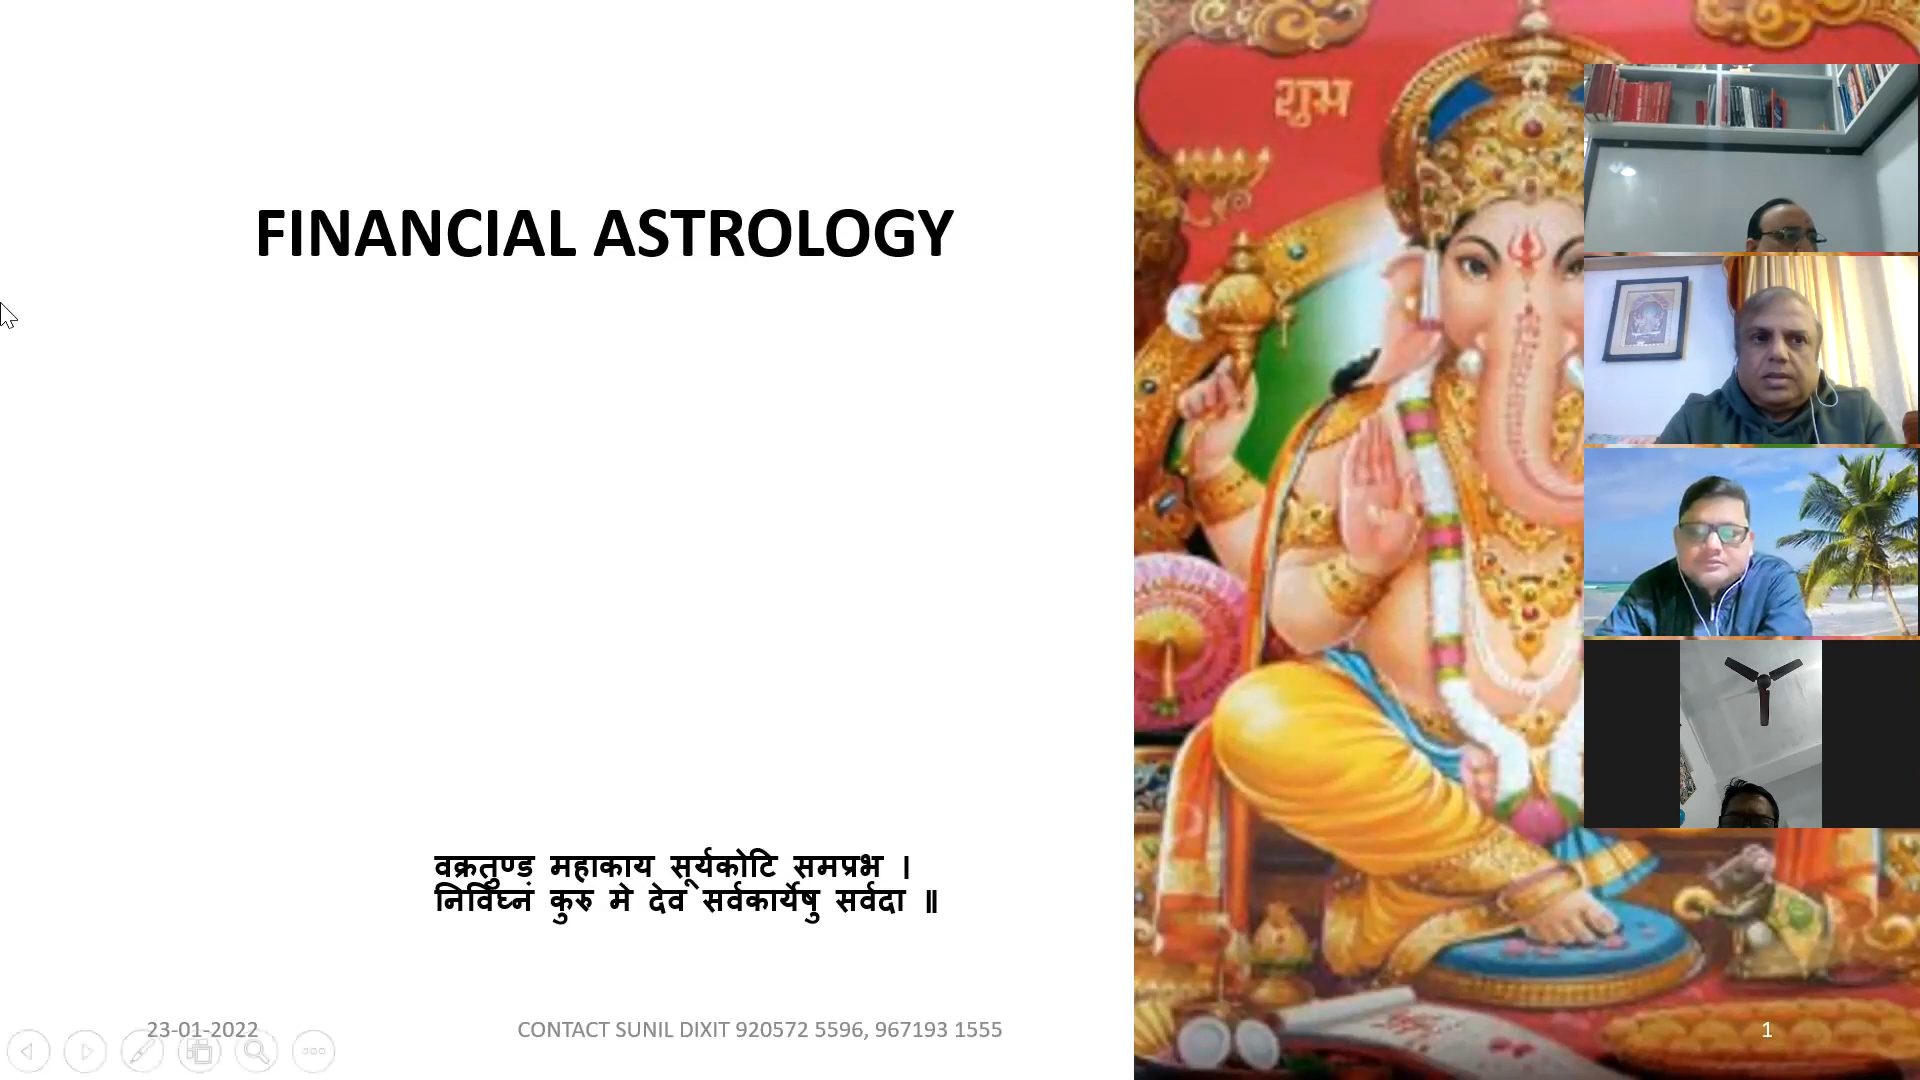 FINANCIAL ASTROLOGY
शुभ
वक्रतुण्ड महाकाय सूर्यकोटि समप्रभ ।
निर्विघ्नं कुरु मे देव सर्वकार्येषु सर्वदा ॥
23-01-2022
CONTACT SUNIL DIXIT 920572 5596, 967193 1555
1